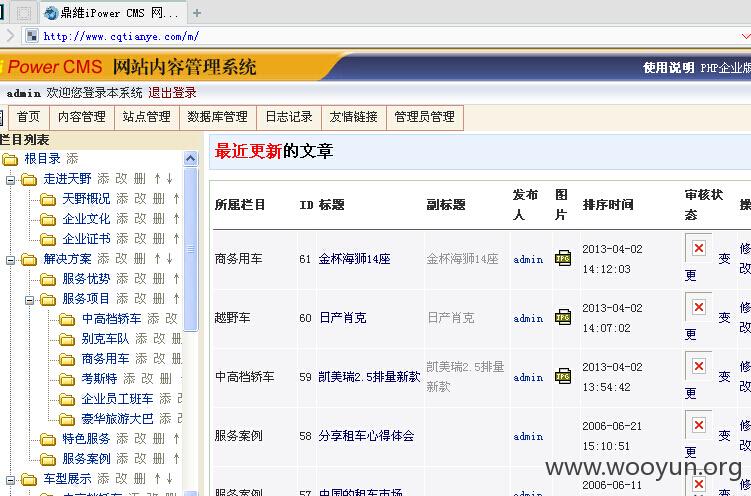 鼎维iPower CMS 网...
http://www.cqtianye.com/m/
iPower CMS 网站内容管理系统
使用说明 PHP企业版
admin 欢迎您登录本系统 退出登录
首页 内容管理 站点管理 数据库管理 日志记录 友情链接 管理员管理
栏目列表
根目录 添
走进天野 添 改 删 ↑↓
天野概况 添 改 删 ↑
企业文化 添 改 删 ↑
企业证书 添 改 删 ↑
解决方案 添 改 删 ↑↓
服务优势 添 改 删 ↑
服务项目 添 改 删 ↑
中高档轿车 添 改
别克车队 添 改 删
商务用车 添 改 删
考斯特 添 改 删 ↑
企业员工班车 添 改
豪华旅游大巴 添 改
特色服务 添 改 删 ↑
服务案例 添 改 删 ↑
车型展示 添 改 删 ↑↓
中高档轿车 添 改 删 ↑
最近更新的文章
所属栏目 ID 标题 副标题 发布人 图片 排序时间 审核状态 操
商务用车 61 金杯海狮14座 金杯海狮14座 admin JPG 2013-04-02 14:12:03 变更 修改
越野车 60 日产肖克 日产肖克 admin JPG 2013-04-02 14:07:02 变更 修改
中高档轿车 59 凯美瑞2.5排量新款 凯美瑞2.5排量新款 admin JPG 2013-04-02 13:54:42 变更 修改
服务案例 58 分享租车心得体会 admin 2006-06-21 15:10:51 变更 修改
服务案例 57 中国的租车市场 2006-06-11 变 修
www.wooyun.org